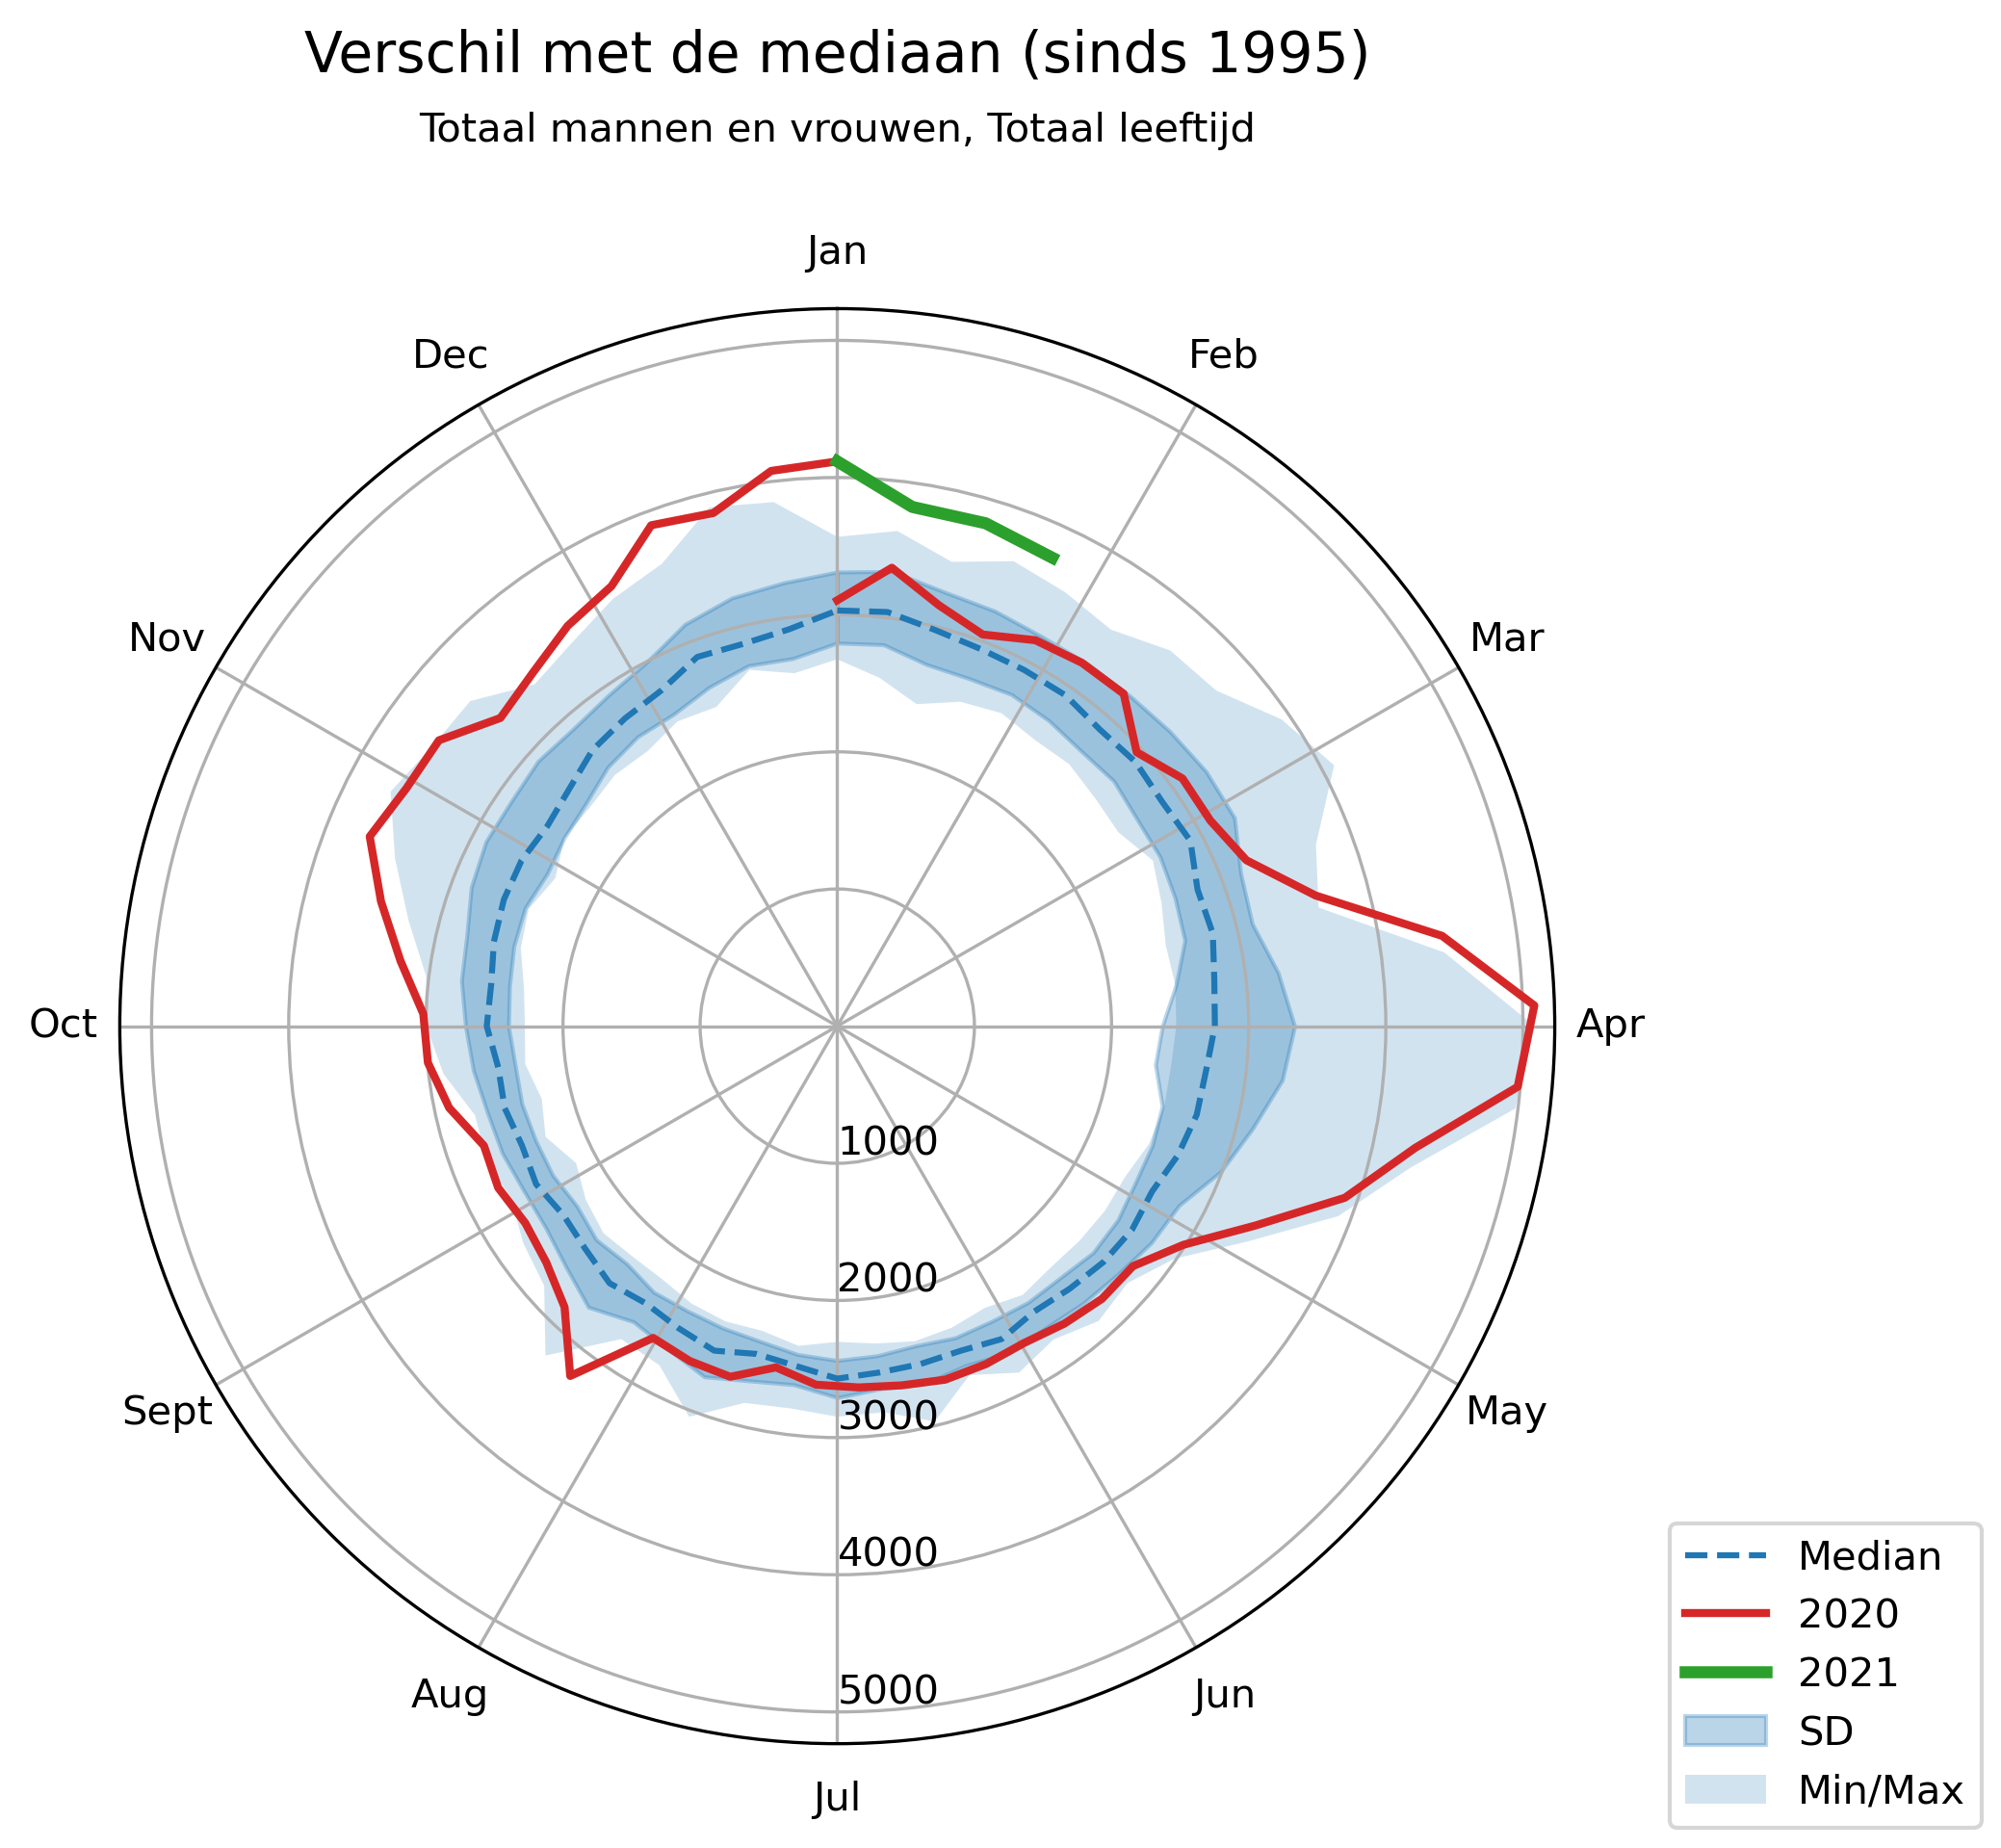 Verschil met de mediaan (sinds 1995)
Totaal mannen en vrouwen, Totaal leeftijd
Jan
Dec
Feb
Nov
Mar
Oct
Apr
1000
2000
3000
Sept
May
4000
5000
Aug
Jun
Jul
Median
2020
2021
SD
Min/Max